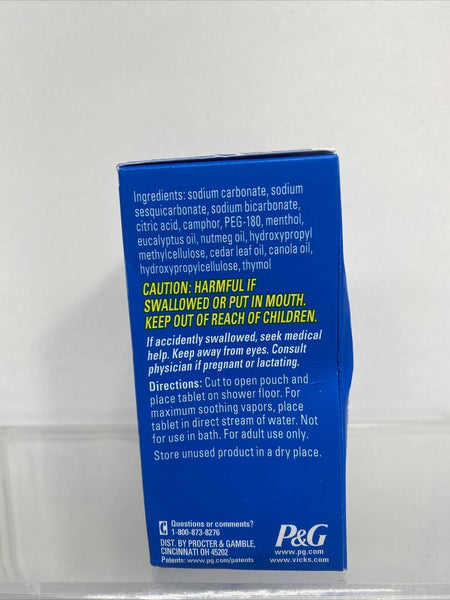 Ingredients: sodium carbonate, sodium
sesquicarbonate, sodium bicarbonate,
citric acid, camphor, PEG-180, menthol,
eucalyptus oil, nutmeg oil, hydroxypropyl
methylcellulose, cedar leaf oil, canola oil,
hydroxypropylcellulose, thymol
CAUTION: HARMFUL IF
SWALLOWED OR PUT IN MOUTH.
KEEP OUT OF REACH OF CHILDREN.
If accidently swallowed, seek medical
help. Keep away from eyes. Consult
physician if pregnant or lactating.
Directions: Cut to open pouch and
place tablet on shower floor. For
maximum soothing vapors, place
tablet in direct stream of water. Not
for use in bath. For adult use only.
Store unused product in a dry place.
Questions or comments?
1-800-873-8276
DIST. BY PROCTER & GAMBLE,
CINCINNATI OH 45202
Patents: www.pg.com/patents
P&G
www.pg.com
www.vicks.com